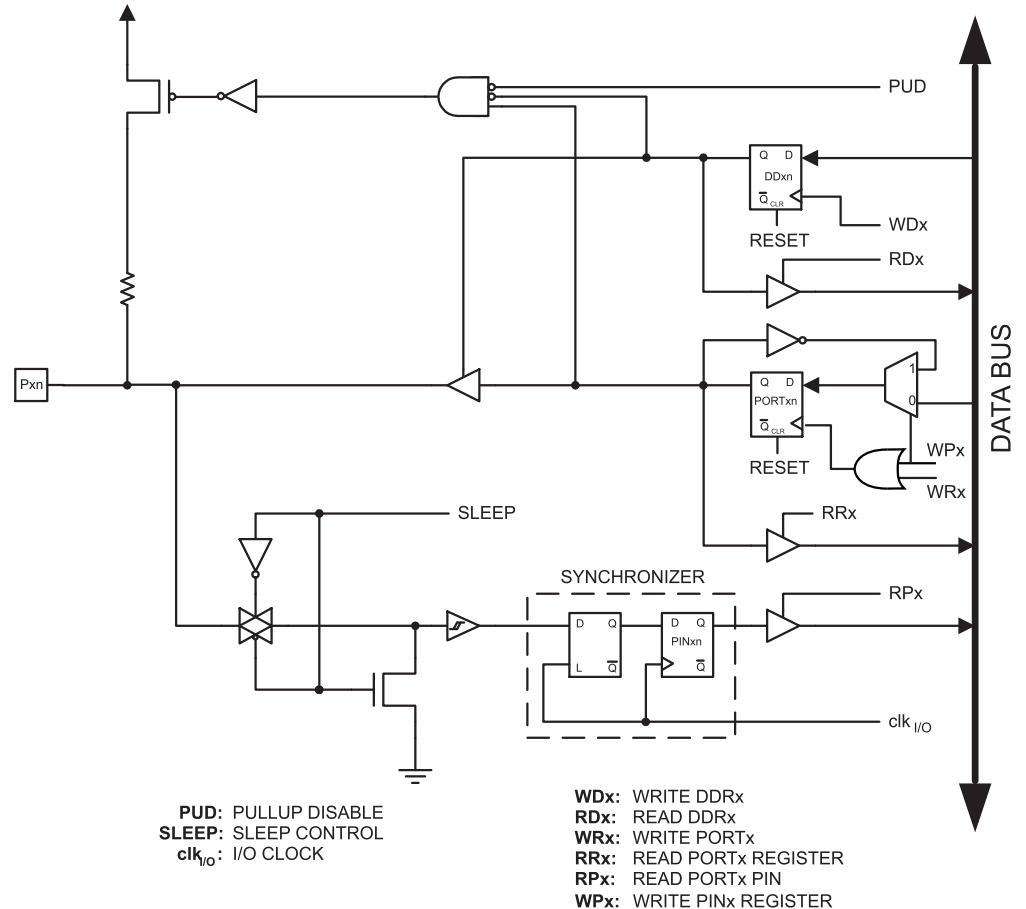 PUD
Q D
DDxn
Q CLR
WDx
RESET
RDx
DATA BUS
1
Pxn
Q D
PORTxn
0
Q CLR
WPx
RESET
WRx
SLEEP
RRx
SYNCHRONIZER
RPx
D Q
D Q
PINxn
L Q
Q
clk I/O
PUD: PULLUP DISABLE
SLEEP: SLEEP CONTROL
clkI/O: I/O CLOCK
WDx: WRITE DDRx
RDx: READ DDRx
WRx: WRITE PORTx
RRx: READ PORTx REGISTER
RPx: READ PORTx PIN
WPx: WRITE PINx REGISTER